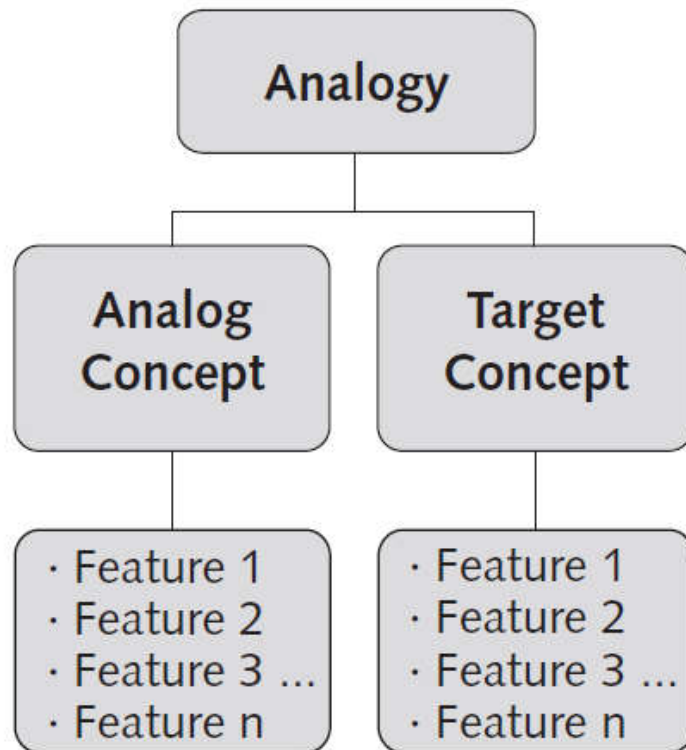 Analogy
Analog
Concept
Target
Concept
· Feature 1
· Feature 2
· Feature 3 ...
· Feature n
· Feature 1
· Feature 2
· Feature 3 ...
· Feature n